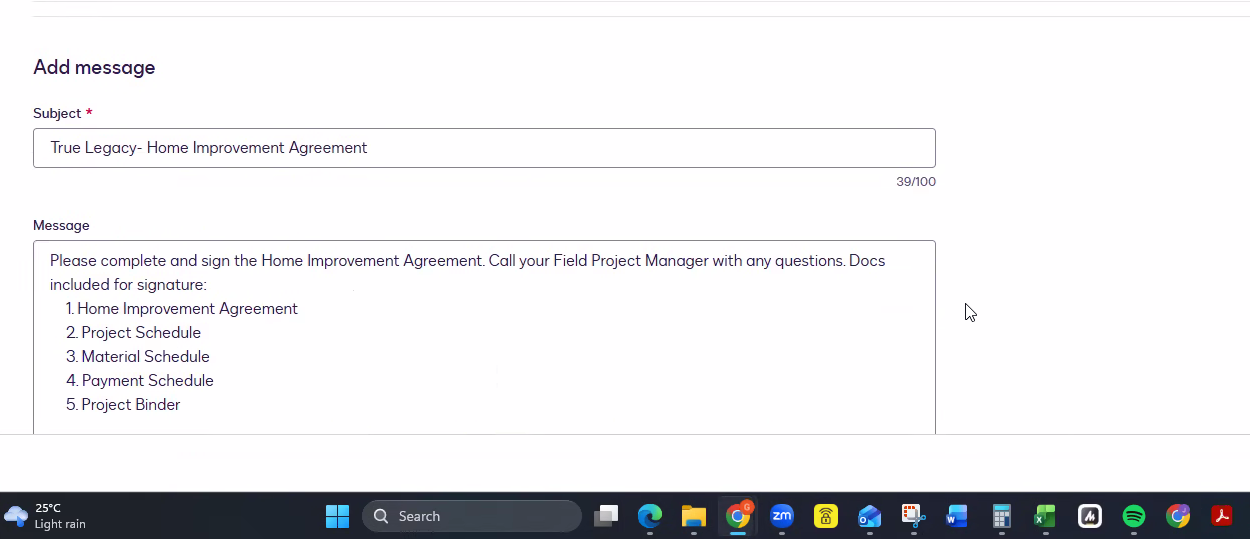 Add message
Subject *
True Legacy- Home Improvement Agreement
39/100
Message
Please complete and sign the Home Improvement Agreement. Call your Field Project Manager with any questions. Docs
included for signature:
1. Home Improvement Agreement
2. Project Schedule
3. Material Schedule
4. Payment Schedule
5. Project Binder
25°C
Light rain
Search
G
zm
O
W
X
J